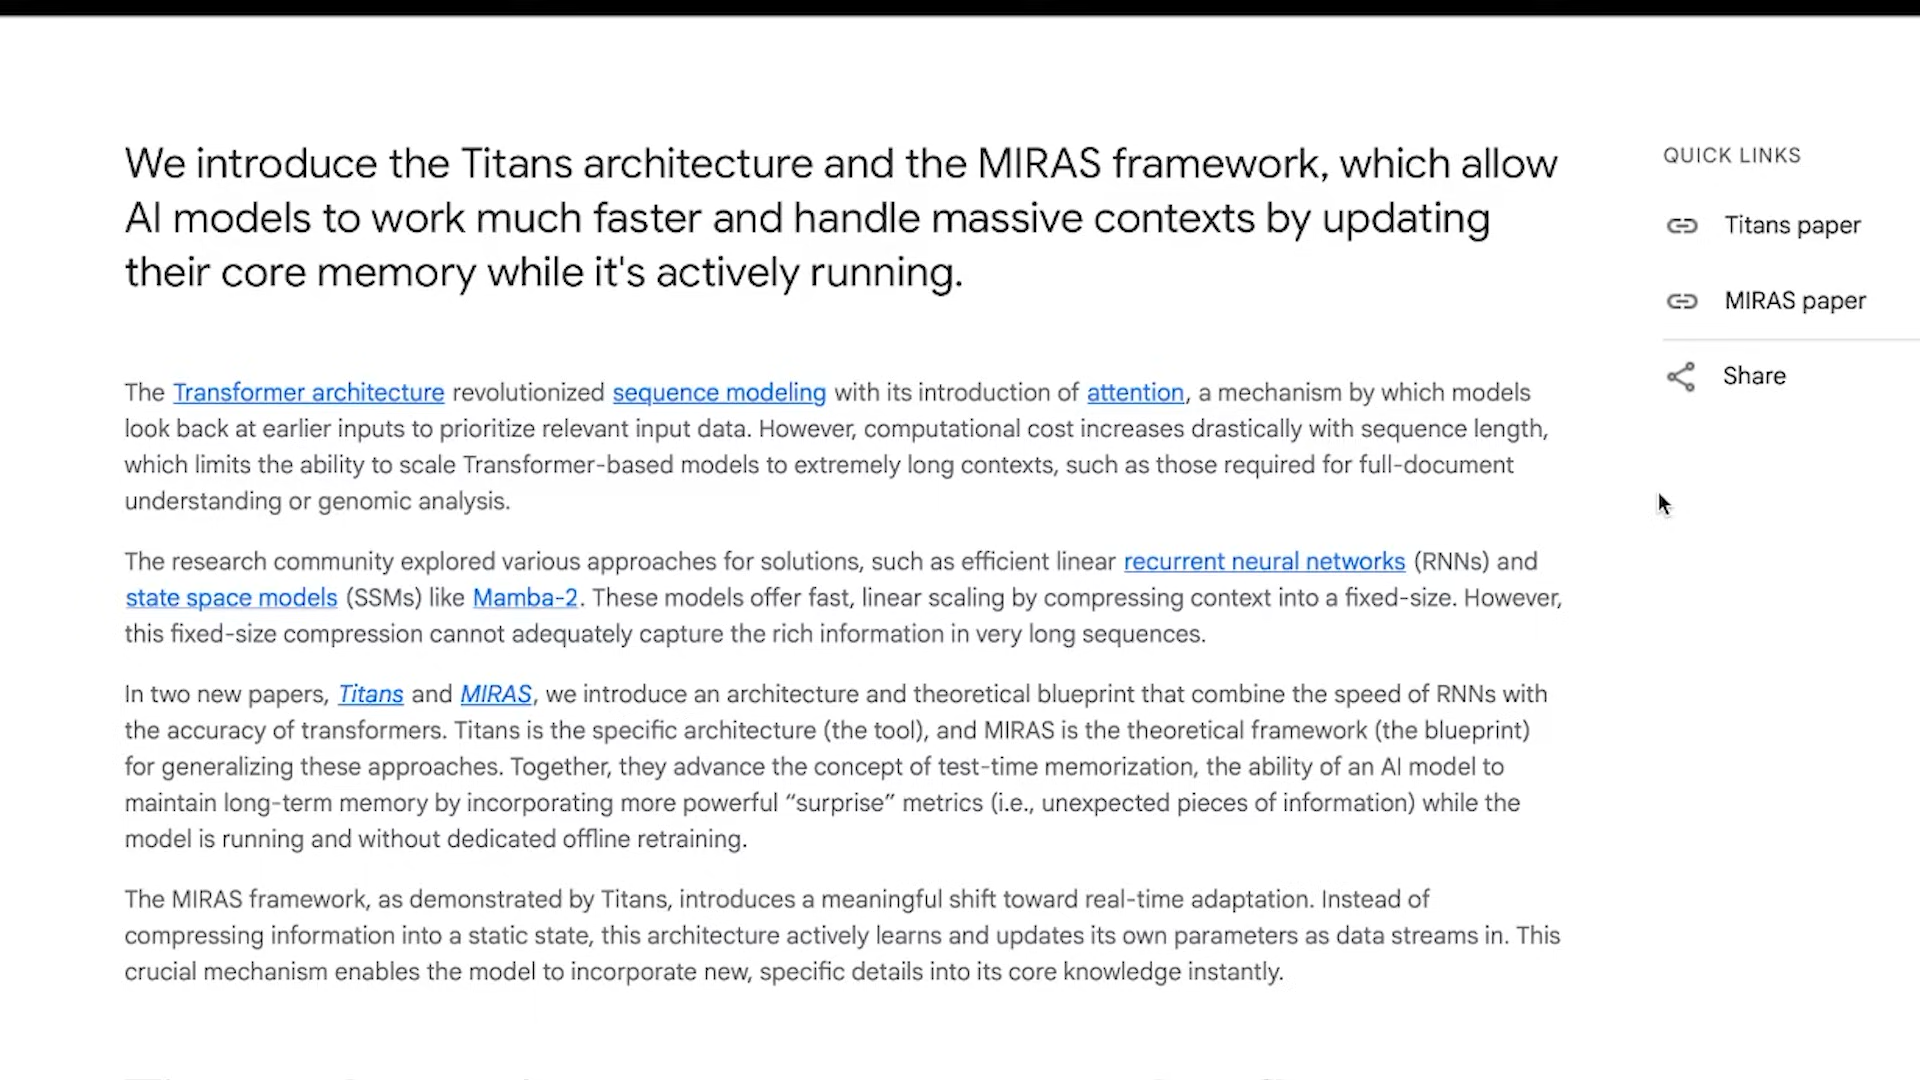 We introduce the Titans architecture and the MIRAS framework, which allow
AI models to work much faster and handle massive contexts by updating
their core memory while it's actively running.
QUICK LINKS
Titans paper
MIRAS paper
Share
The Transformer architecture revolutionized sequence modeling with its introduction of attention, a mechanism by which models
look back at earlier inputs to prioritize relevant input data. However, computational cost increases drastically with sequence length,
which limits the ability to scale Transformer-based models to extremely long contexts, such as those required for full-document
understanding or genomic analysis.
The research community explored various approaches for solutions, such as efficient linear recurrent neural networks (RNNs) and
state space models (SSMs) like Mamba-2. These models offer fast, linear scaling by compressing context into a fixed-size. However,
this fixed-size compression cannot adequately capture the rich information in very long sequences.
In two new papers, Titans and MIRAS, we introduce an architecture and theoretical blueprint that combine the speed of RNNs with
the accuracy of transformers. Titans is the specific architecture (the tool), and MIRAS is the theoretical framework (the blueprint)
for generalizing these approaches. Together, they advance the concept of test-time memorization, the ability of an AI model to
maintain long-term memory by incorporating more powerful “surprise” metrics (i.e., unexpected pieces of information) while the
model is running and without dedicated offline retraining.
The MIRAS framework, as demonstrated by Titans, introduces a meaningful shift toward real-time adaptation. Instead of
compressing information into a static state, this architecture actively learns and updates its own parameters as data streams in. This
crucial mechanism enables the model to incorporate new, specific details into its core knowledge instantly.